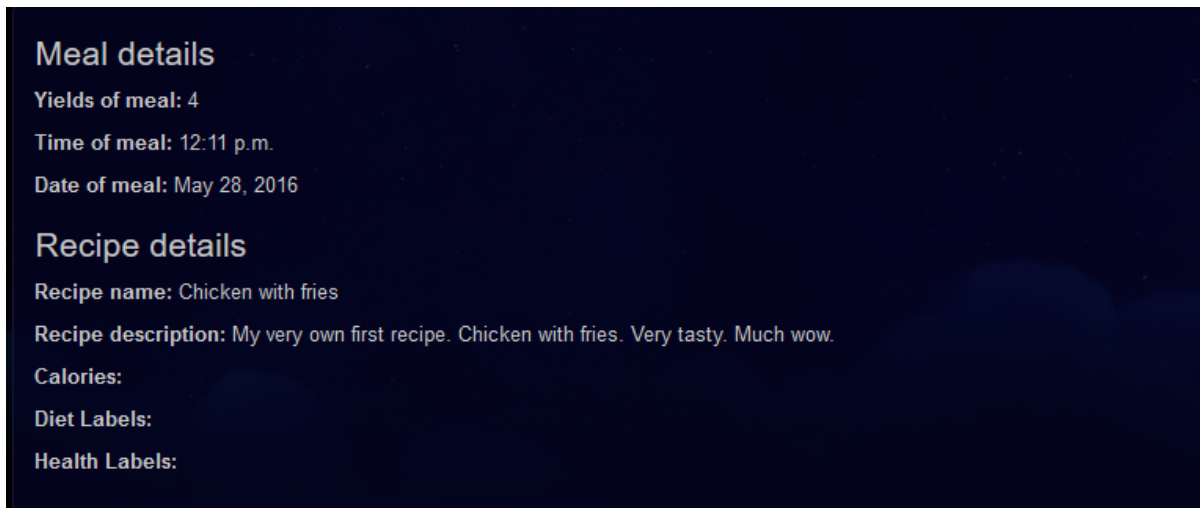 Meal details
Yields of meal: 4
Time of meal: 12:11 p.m.
Date of meal: May 28, 2016
Recipe details
Recipe name: Chicken with fries
Recipe description: My very own first recipe. Chicken with fries. Very tasty. Much wow.
Calories:
Diet Labels:
Health Labels: